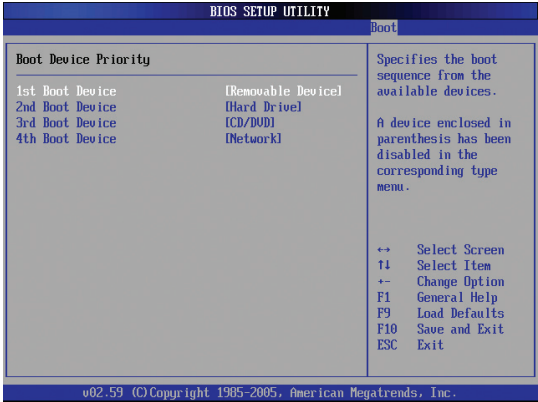 BIOS SETUP UTILITY
Boot
Boot Device Priority
1st Boot Device [Removable Device]
2nd Boot Device [Hard Drive]
3rd Boot Device [CD/DVD]
4th Boot Device [Network]
Specifies the boot
sequence from the
available devices.
A device enclosed in
parenthesis has been
disabled in the
corresponding type
menu.
↔ Select Screen
↑↓ Select Item
+- Change Option
F1 General Help
F9 Load Defaults
F10 Save and Exit
ESC Exit
v02.59 (C)Copyright 1985-2005, American Megatrends, Inc.